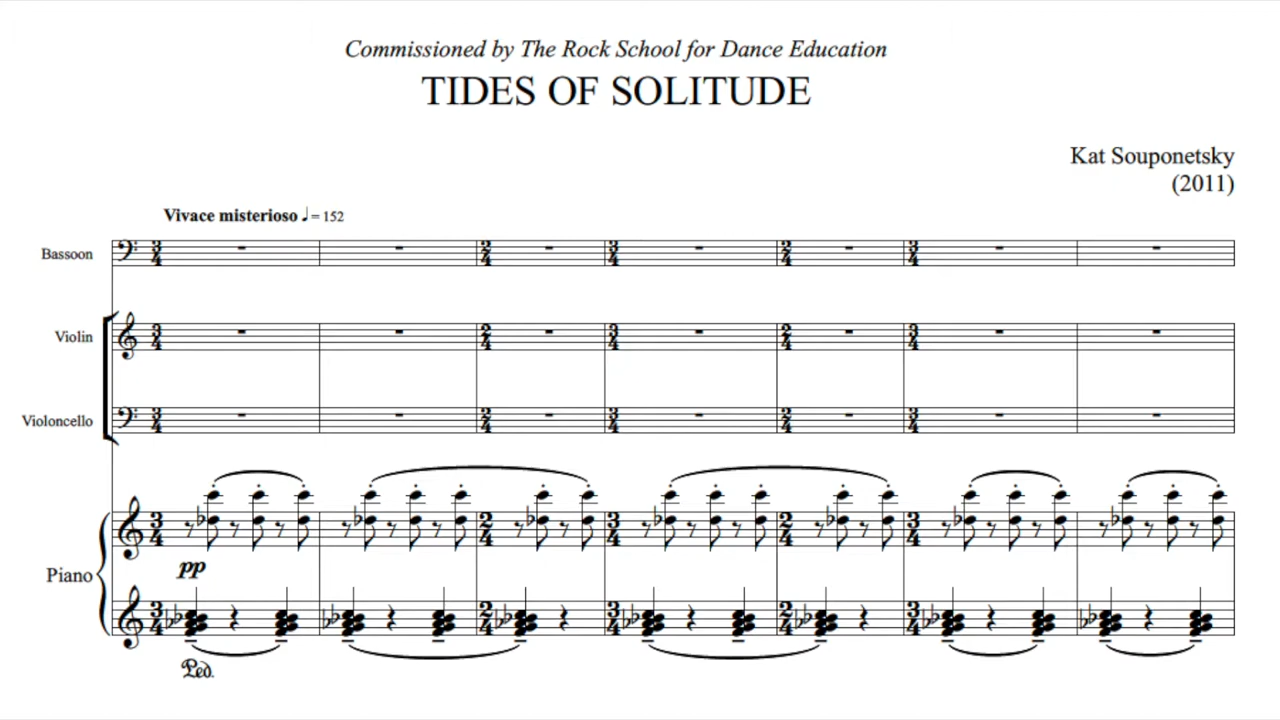 Commissioned by The Rock School for Dance Education
TIDES OF SOLITUDE
Kat Souponetsky
(2011)
Vivace misterioso ♩ = 152
Bassoon
Violin
Violoncello
Piano
pp
Ped.